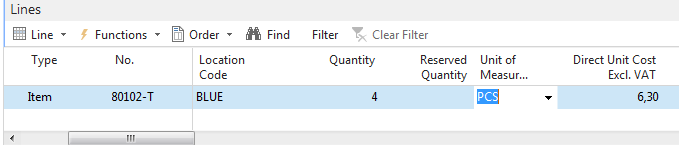 Lines
Line Functions Order Find Filter Clear Filter
Type No. Location Quantity Reserved Unit of Direct Unit Cost
Code Quantity Measur... Excl. VAT
Item 80102-T BLUE 4 PCS 6,30